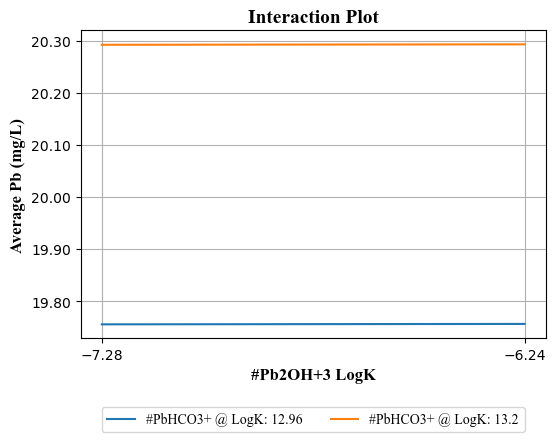 Interaction Plot
20.30
20.20
20.10
20.00
19.90
19.80
Average Pb (mg/L)
−7.28
−6.24
#Pb2OH+3 LogK
#PbHCO3+ @ LogK: 12.96
#PbHCO3+ @ LogK: 13.2